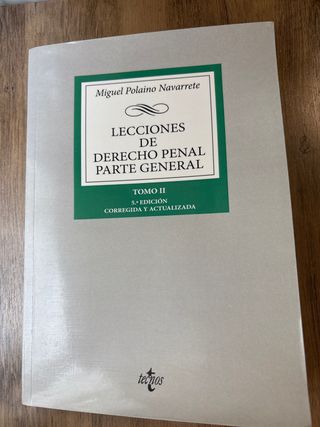 Miguel Polaino Navarrete
LECCIONES
DE
DERECHO PENAL
PARTE GENERAL
TOMO II
5.ª EDICIÓN
CORREGIDA Y ACTUALIZADA
tecnos